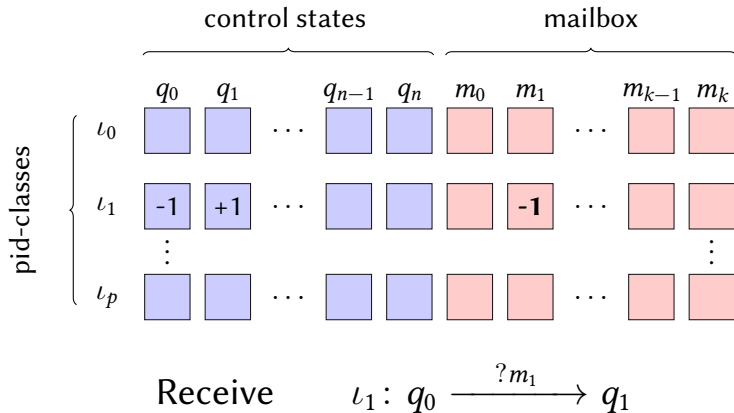 control states mailbox
q₀ q₁ qₙ₋₁ qₙ m₀ m₁ mₖ₋₁ mₖ
pid-classes
ι₀ ⋯ ⋯
ι₁ -1 +1 ⋯ -1 ⋯
⋮ ⋮
ιₚ ⋯ ⋯
Receive ι₁: q₀ —?m₁→ q₁